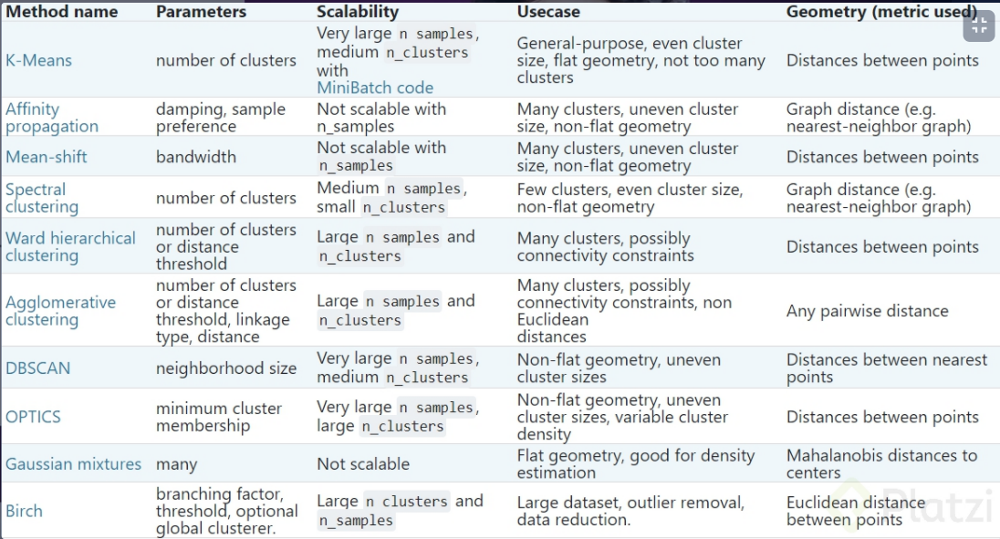 Method name Parameters Scalability Usecase Geometry (metric used)
K-Means number of clusters Very large n samples, medium n_clusters with MiniBatch code General-purpose, even cluster size, flat geometry, not too many clusters Distances between points
Affinity propagation damping, sample preference Not scalable with n_samples Many clusters, uneven cluster size, non-flat geometry Graph distance (e.g. nearest-neighbor graph)
Mean-shift bandwidth Not scalable with n_samples Many clusters, uneven cluster size, non-flat geometry Distances between points
Spectral clustering number of clusters Medium n samples, small n_clusters Few clusters, even cluster size, non-flat geometry Graph distance (e.g. nearest-neighbor graph)
Ward hierarchical clustering number of clusters or distance threshold Large n samples and n_clusters Many clusters, possibly connectivity constraints Distances between points
Agglomerative clustering number of clusters or distance threshold, linkage type, distance Large n samples and n_clusters Many clusters, possibly connectivity constraints, non Euclidean distances Any pairwise distance
DBSCAN neighborhood size Very large n samples, medium n_clusters Non-flat geometry, uneven cluster sizes Distances between nearest points
OPTICS minimum cluster membership Very large n samples, large n_clusters Non-flat geometry, uneven cluster sizes, variable cluster density Distances between points
Gaussian mixtures many Not scalable Flat geometry, good for density estimation Mahalanobis distances to centers
Birch branching factor, threshold, optional global clusterer. Large n clusters and n_samples Large dataset, outlier removal, data reduction. Euclidean distance between points
Platzi